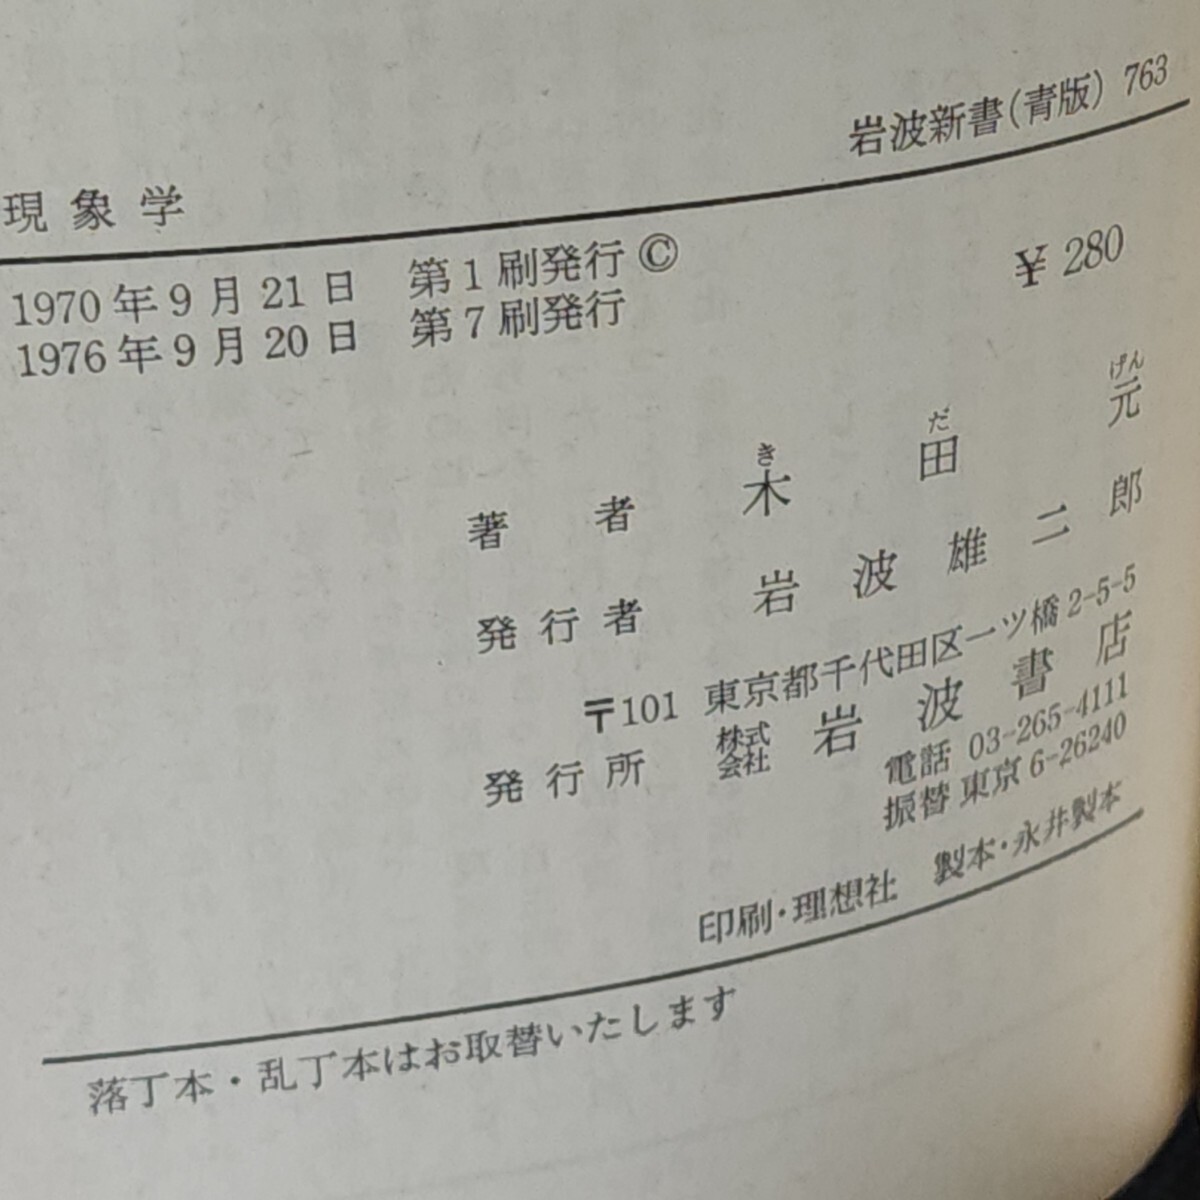 現象学
岩波新書(青版) 763
1970年9月21日 第1刷発行 ©
1976年9月20日 第7刷発行
¥280
きだげん
著者 木田元
発行者 岩波雄二郎
〒101 東京都千代田区一ツ橋2-5-5
発行所 株式会社 岩波書店
電話 03-265-4111
振替 東京 6-26240
印刷・理想社 製本・永井製本
落丁本・乱丁本はお取替いたします